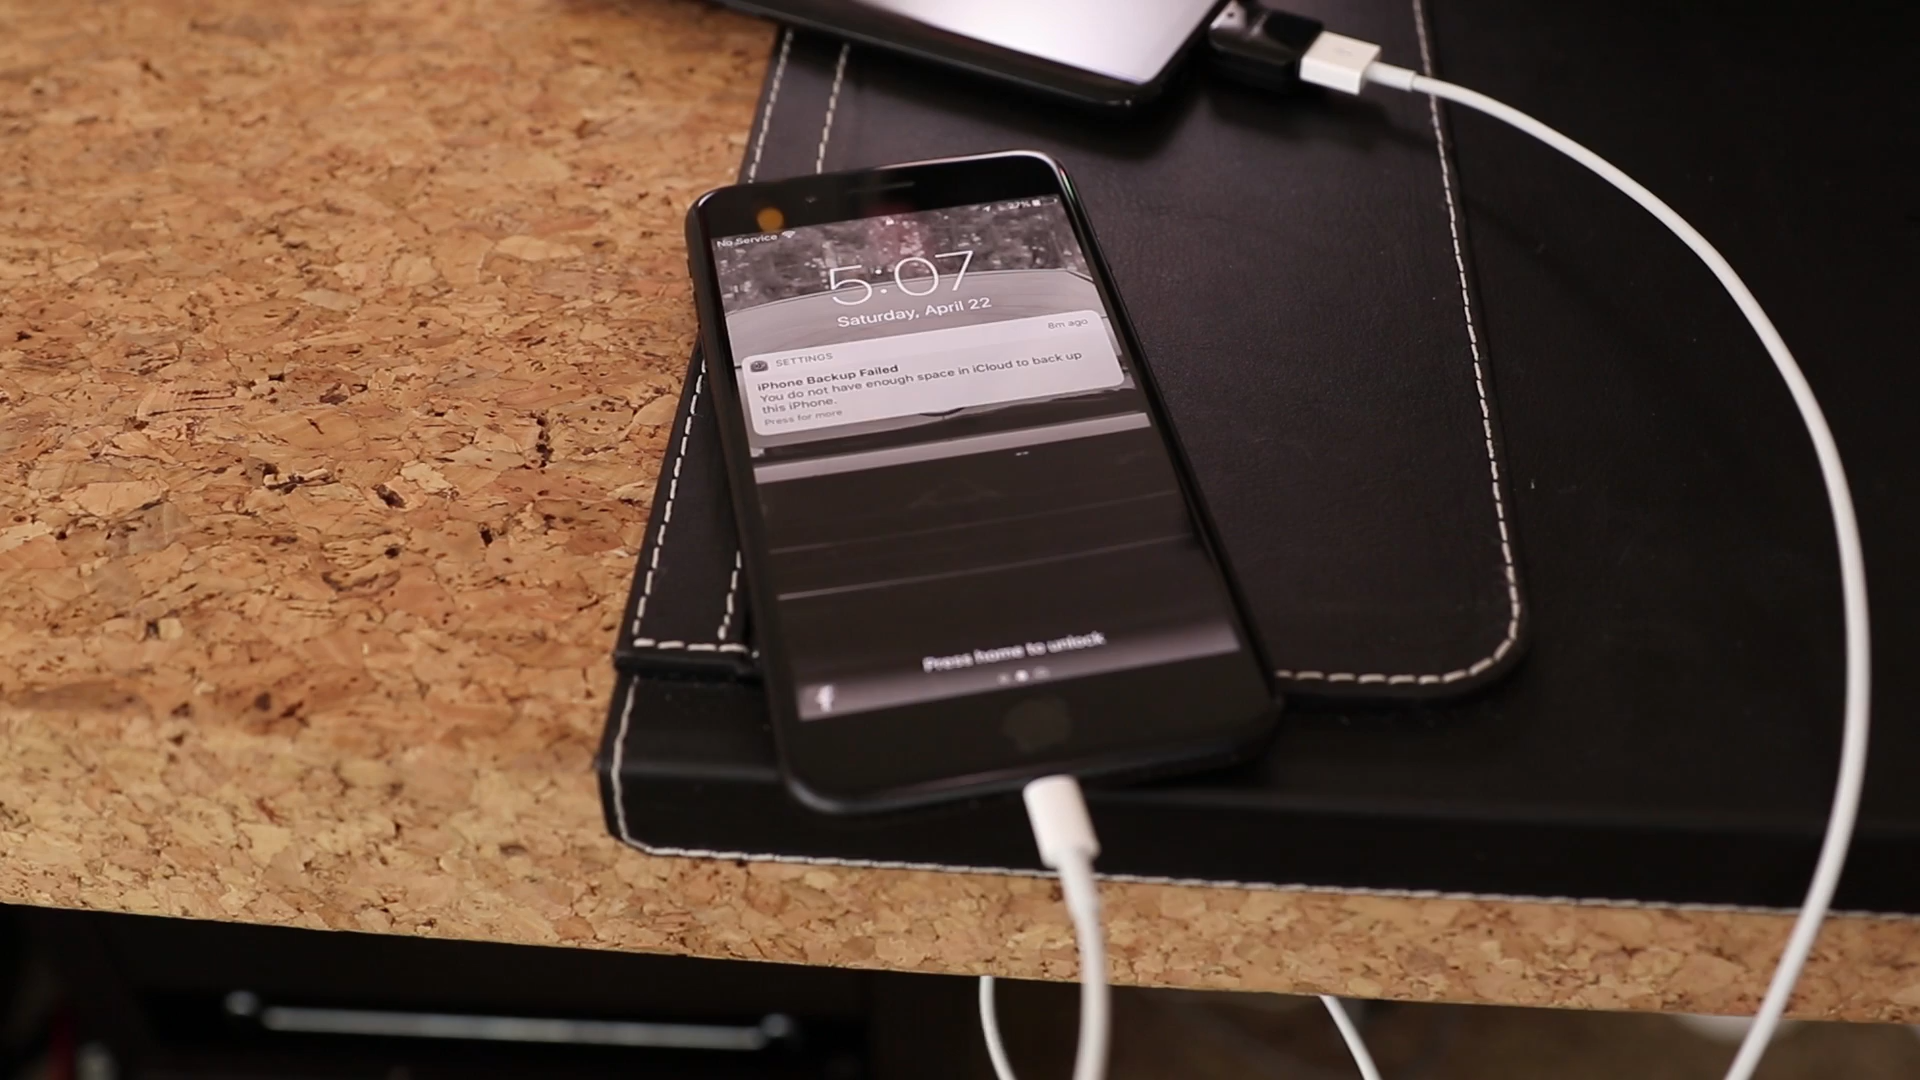 No Service
37%
5:07
Saturday, April 22
SETTINGS
8m ago
iPhone Backup Failed
You do not have enough space in iCloud to back up
this iPhone.
Press for more
Press home to unlock